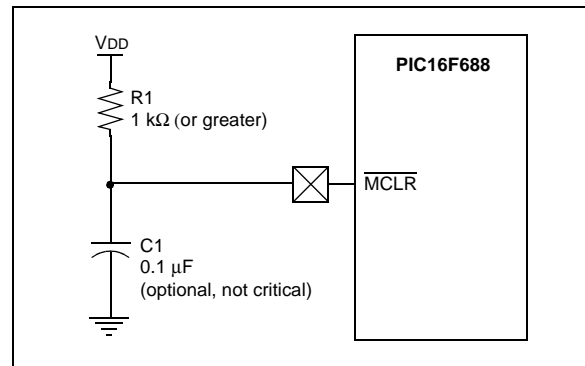 VDD
PIC16F688
R1
1 kΩ (or greater)
MCLR
C1
0.1 μF
(optional, not critical)